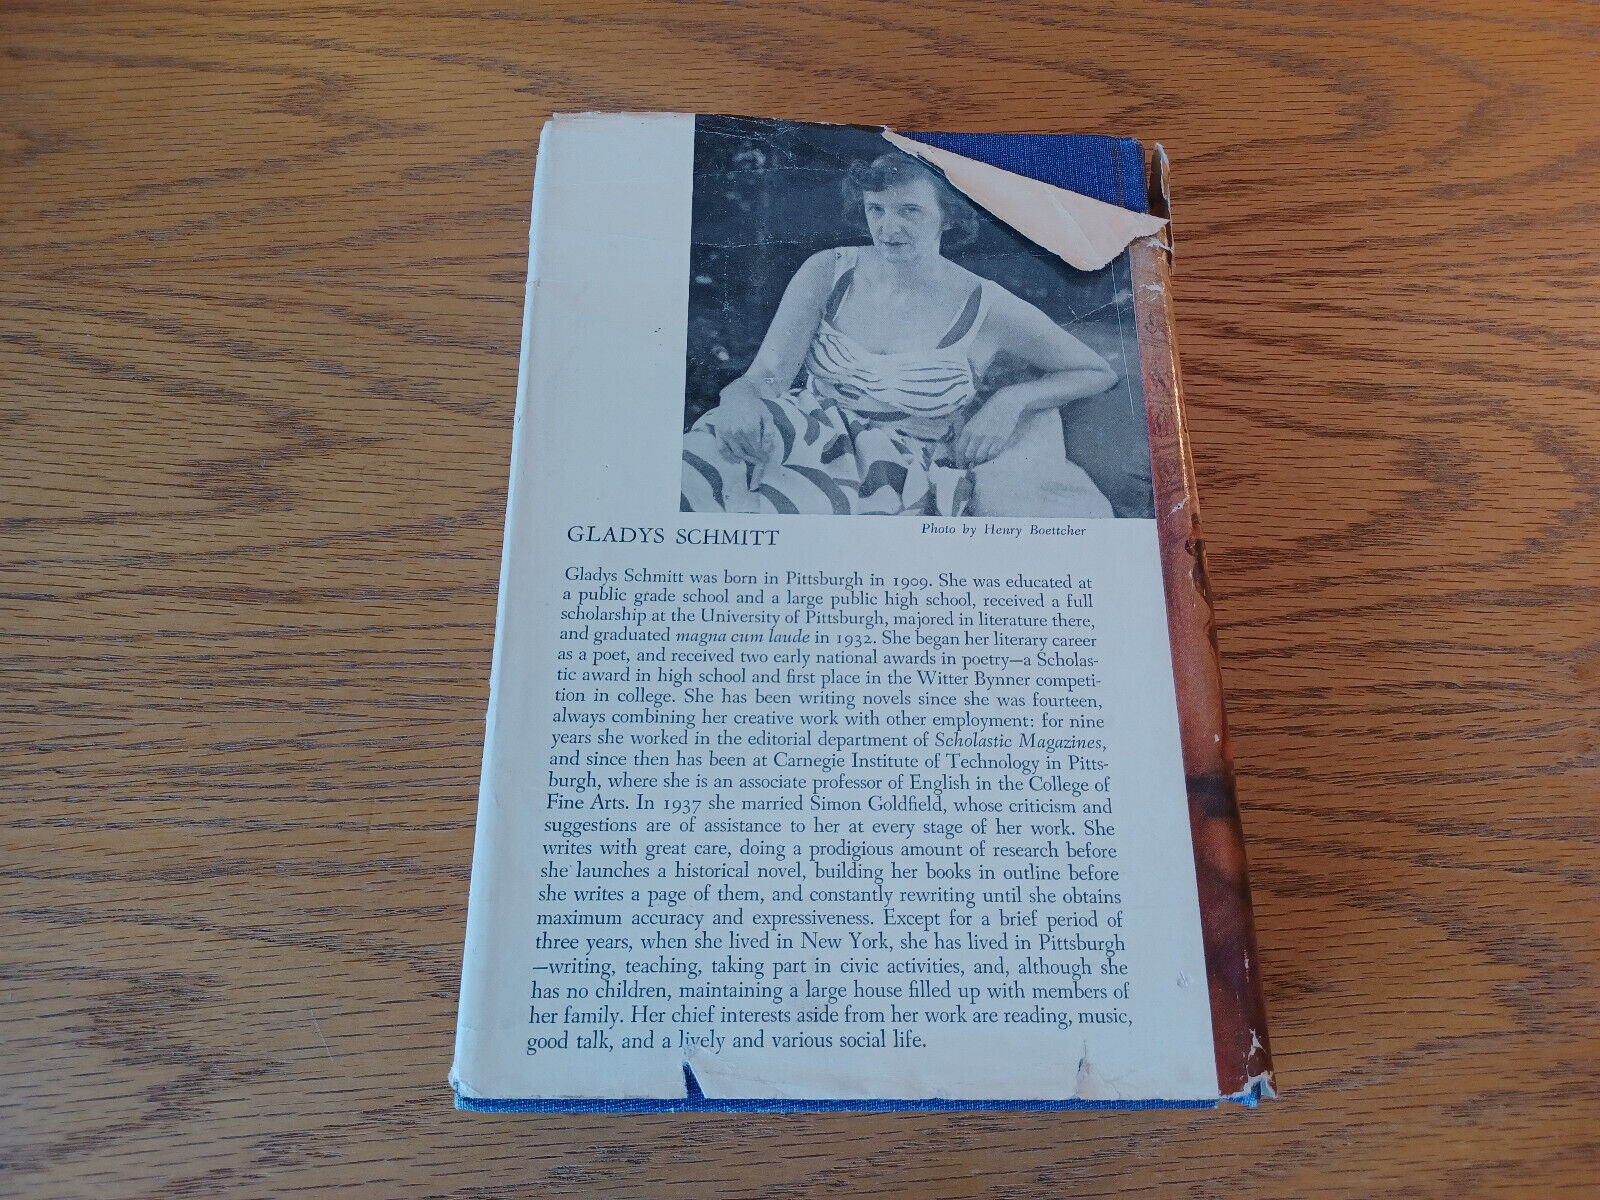 Photo by Henry Boettcher
GLADYS SCHMITT
Gladys Schmitt was born in Pittsburgh in 1909. She was educated at
a public grade school and a large public high school, received a full
scholarship at the University of Pittsburgh, majored in literature there,
and graduated magna cum laude in 1932. She began her literary career
as a poet, and received two early national awards in poetry—a Scholas-
tic award in high school and first place in the Witter Bynner competi-
tion in college. She has been writing novels since she was fourteen,
always combining her creative work with other employment: for nine
years she worked in the editorial department of Scholastic Magazines,
and since then has been at Carnegie Institute of Technology in Pitts-
burgh, where she is an associate professor of English in the College of
Fine Arts. In 1937 she married Simon Goldfield, whose criticism and
suggestions are of assistance to her at every stage of her work. She
writes with great care, doing a prodigious amount of research before
she launches a historical novel, building her books in outline before
she writes a page of them, and constantly rewriting until she obtains
maximum accuracy and expressiveness. Except for a brief period of
three years, when she lived in New York, she has lived in Pittsburgh
—writing, teaching, taking part in civic activities, and, although she
has no children, maintaining a large house filled up with members of
her family. Her chief interests aside from her work are reading, music,
good talk, and a lively and various social life.